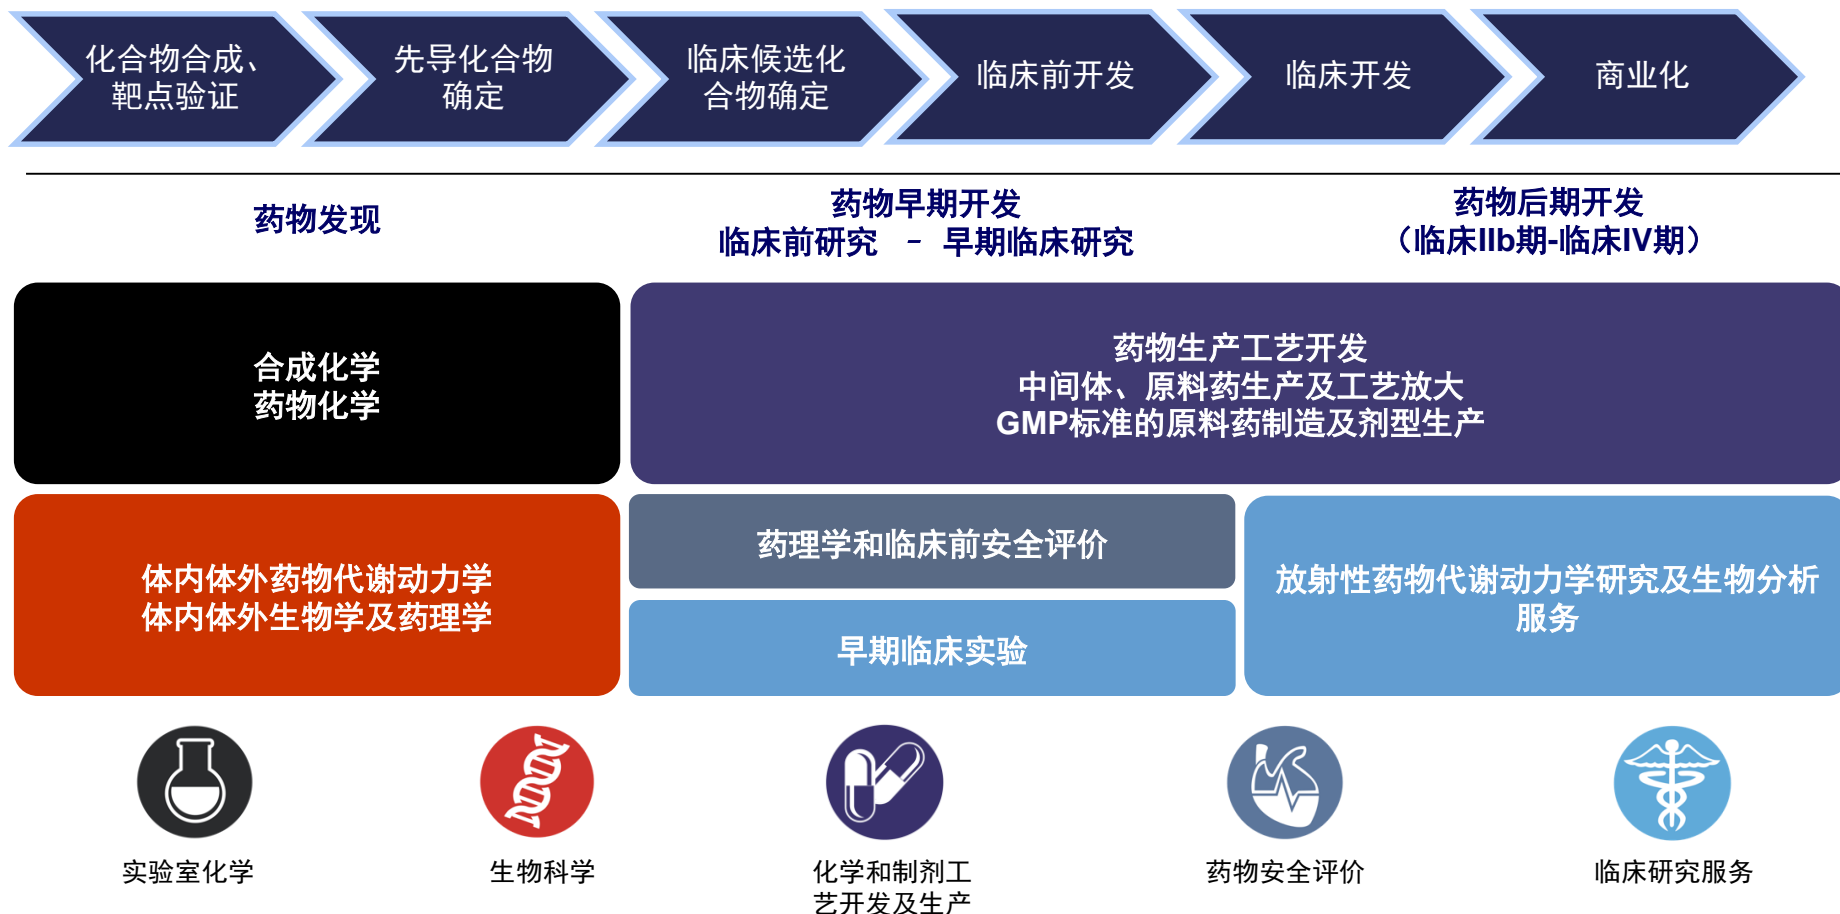 化合物合成、
靶点验证
先导化合物
确定
临床候选化
合物确定
临床前开发
临床开发
商业化
药物发现
药物早期开发
临床前研究 - 早期临床研究
药物后期开发
（临床IIb期-临床IV期）
合成化学
药物化学
药物生产工艺开发
中间体、原料药生产及工艺放大
GMP标准的原料药制造及剂型生产
体内体外药物代谢动力学
体内体外生物学及药理学
药理学和临床前安全评价
早期临床实验
放射性药物代谢动力学研究及生物分析
服务
实验室化学
生物科学
化学和制剂工
艺开发及生产
药物安全评价
临床研究服务